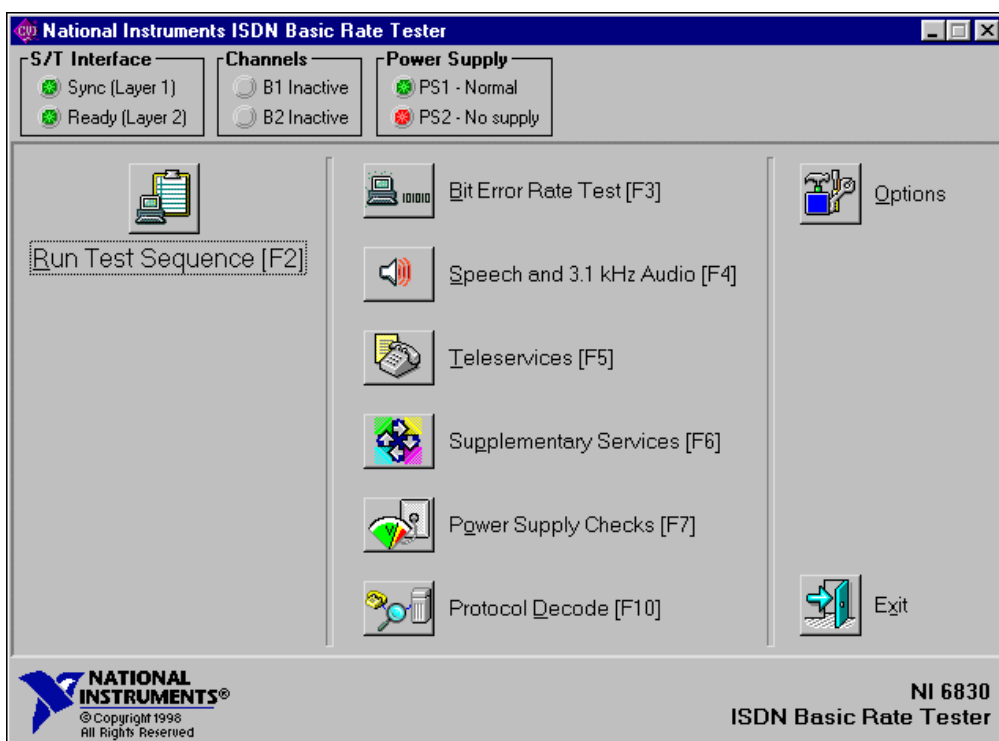 National Instruments ISDN Basic Rate Tester
S/T Interface
Sync (Layer 1)
Ready (Layer 2)
Channels
B1 Inactive
B2 Inactive
Power Supply
PS1 - Normal
PS2 - No supply
Run Test Sequence [F2]
01010
Bit Error Rate Test [F3]
Speech and 3.1 kHz Audio [F4]
Teleservices [F5]
Supplementary Services [F6]
Power Supply Checks [F7]
Protocol Decode [F10]
Options
Exit
NATIONAL
INSTRUMENTS®
© Copyright 1998
All Rights Reserved
NI 6830
ISDN Basic Rate Tester